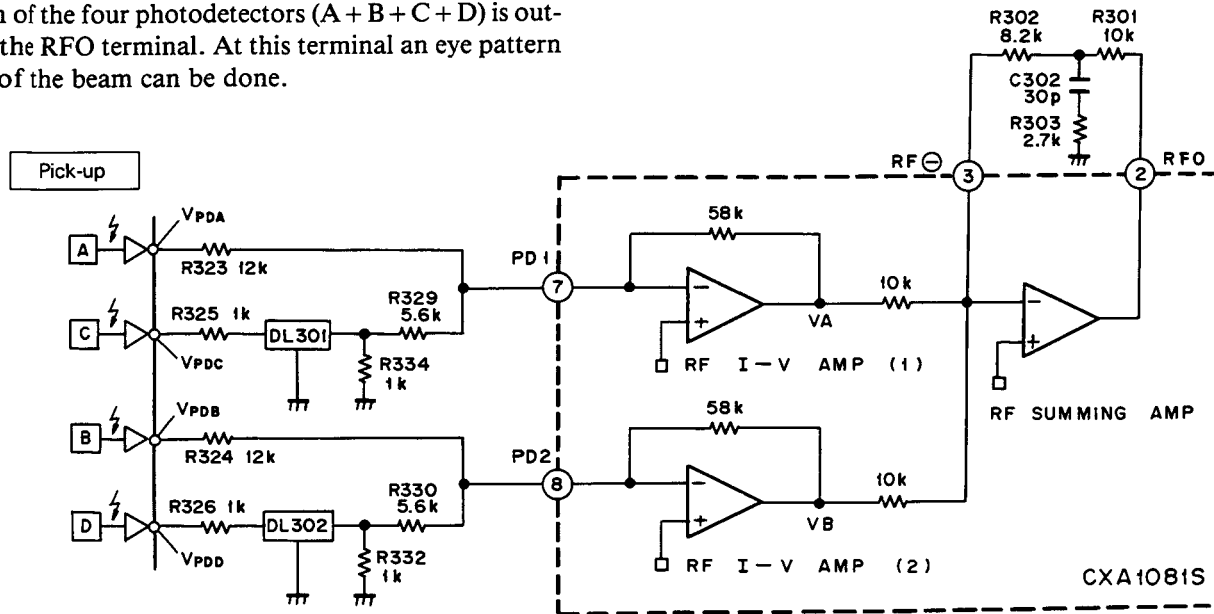 n of the four photodetectors (A + B + C + D) is out-
the RFO terminal. At this terminal an eye pattern
of the beam can be done.
Pick-up
A
VPDA
R323 12k
C
R325 1k
DL301
R329
5.6k
R334
1k
VPDC
B
VPDB
R324 12k
D
R326 1k
DL302
R330
5.6k
R332
1k
VPDD
PD1
7
58k
VA
10k
RF I-V AMP (1)
PD2
8
58k
VB
10k
RF I-V AMP (2)
R302
8.2k
R301
10k
C302
30p
R303
2.7k
RF⊖
3
2
RFO
RF SUMMING AMP
CXA1081S